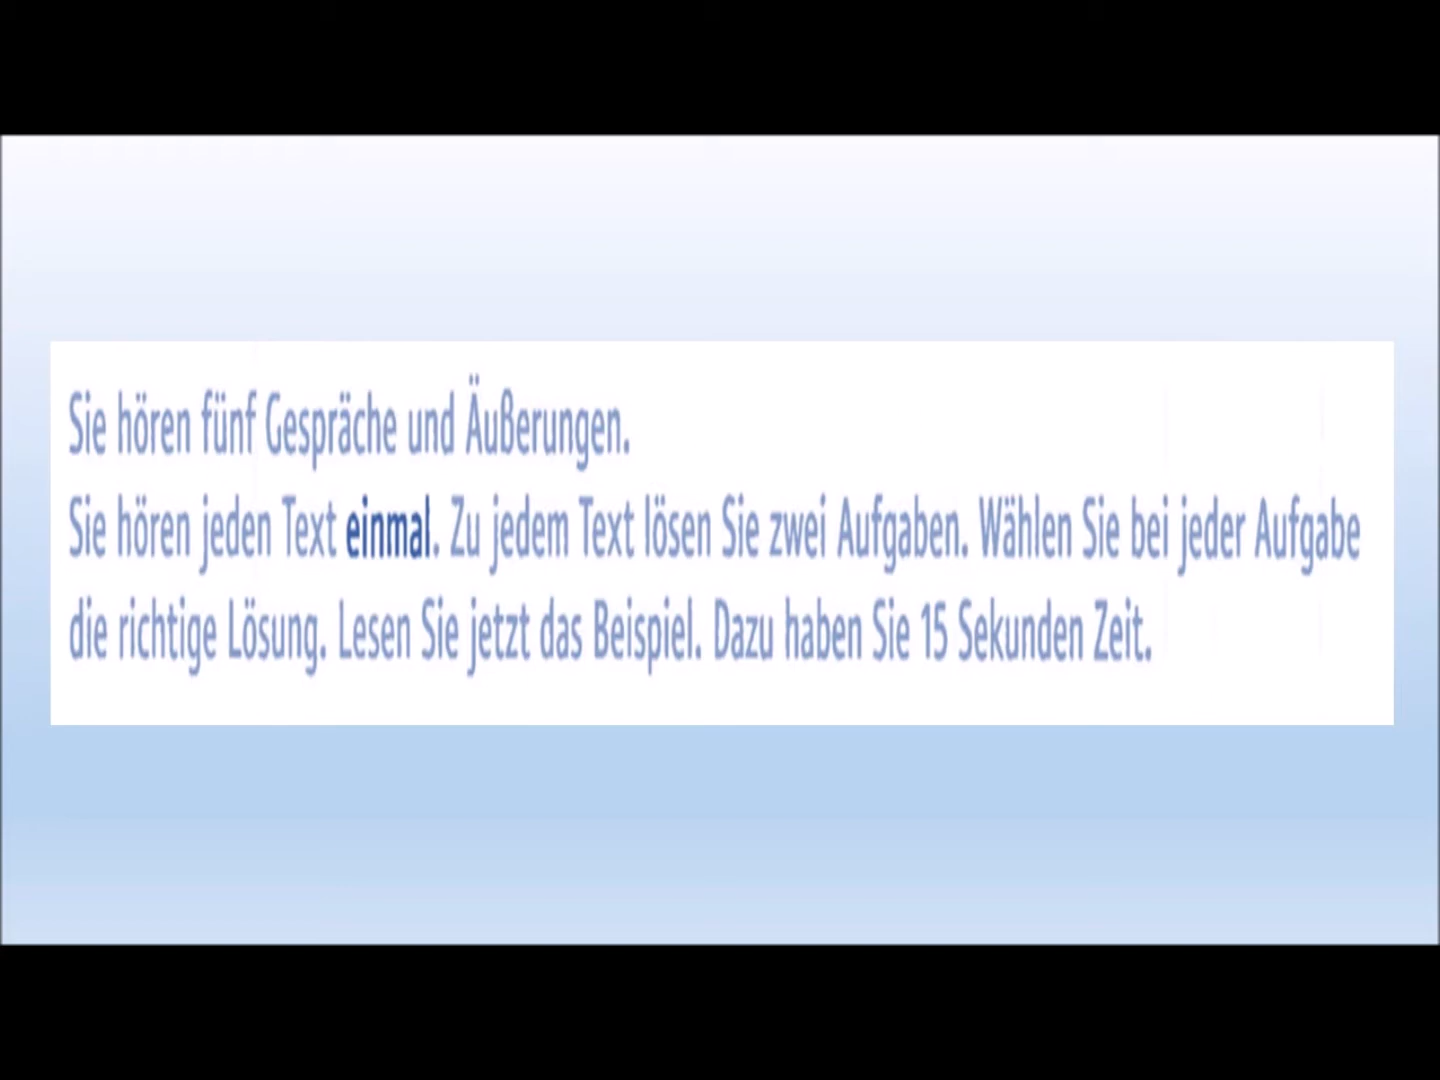 Sie hören fünf Gespräche und Äußerungen.
Sie hören jeden Text einmal. Zu jedem Text lösen Sie zwei Aufgaben. Wählen Sie bei jeder Aufgabe
die richtige Lösung. Lesen Sie jetzt das Beispiel. Dazu haben Sie 15 Sekunden Zeit.